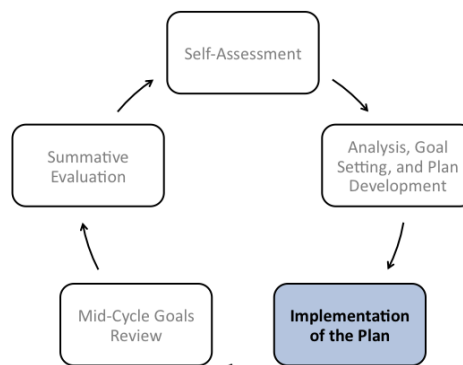 Self-Assessment
Analysis, Goal
Setting, and Plan
Development
Implementation
of the Plan
Mid-Cycle Goals
Review
Summative
Evaluation